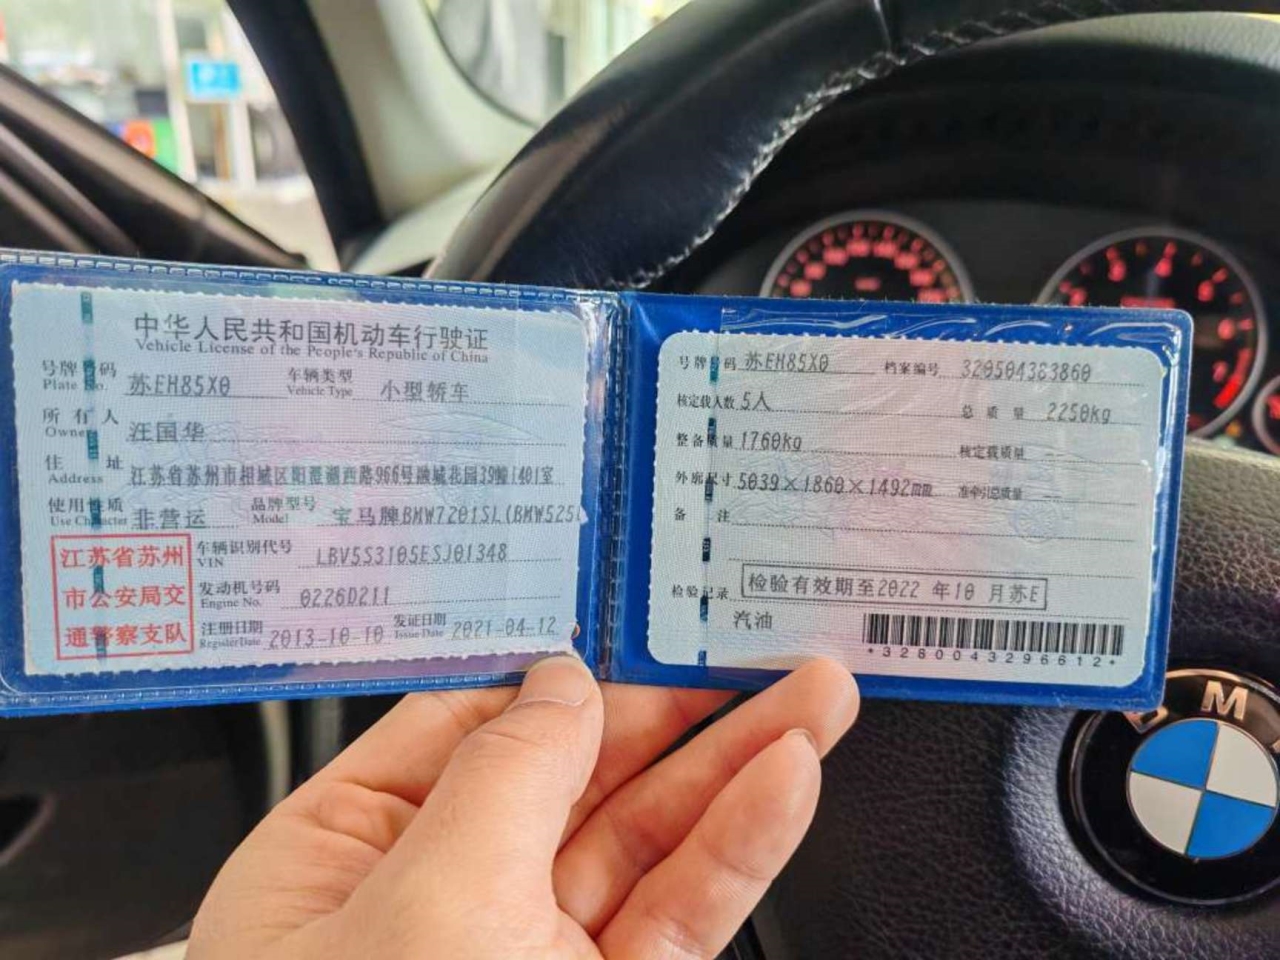 中华人民共和国机动车行驶证
Vehicle License of the People's Republic of China
号牌号码 苏EH85X0 车辆类型 小型轿车
Plate No. Vehicle Type
所有人 汪国华
Owner
住址 江苏省苏州市相城区阳澄湖西路966号融城花园39幢1401室
Address
使用性质 非营运 品牌型号 宝马牌BMW7201SL(BMW525L
Use Character Model
江苏省苏州
市公安局交
通警察支队
车辆识别代号 LBV5S3105ESJ01348
VIN
发动机号码 0226D211
Engine No.
注册日期 2013-10-10 发证日期 2021-04-12
Register Date Issue Date
号牌号码 苏EH85X0 档案编号 320504383860
核定载人数 5人 总质量 2250kg
整备质量 1760kg 核定载质量 --
外廓尺寸 5039×1860×1492mm 准牵引总质量 --
备注
检验记录 检验有效期至2022年10月苏E
汽油
*3280043296612*
M